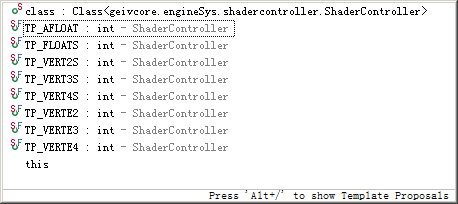 class : Class<geivcore.engineSys.shadercontroller.ShaderController>
TP_AFLOAT : int - ShaderController
TP_FLOATS : int - ShaderController
TP_VERT2S : int - ShaderController
TP_VERT3S : int - ShaderController
TP_VERT4S : int - ShaderController
TP_VERTE2 : int - ShaderController
TP_VERTE3 : int - ShaderController
TP_VERTE4 : int - ShaderController
this
Press 'Alt+/' to show Template Proposals